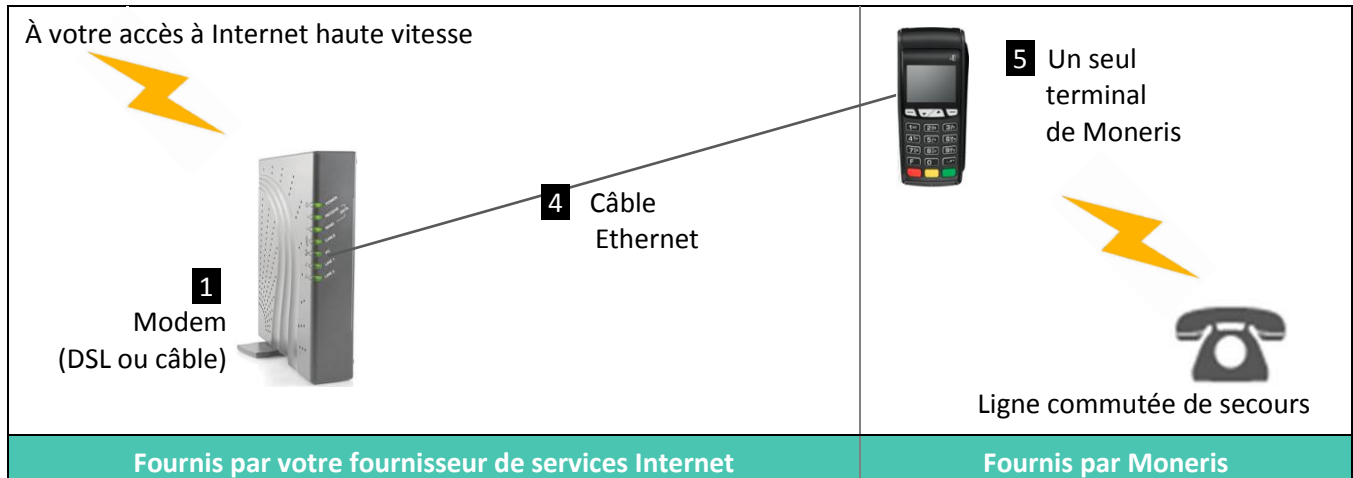 À votre accès à Internet haute vitesse
5 Un seul
terminal
de Moneris
4 Câble
Ethernet
1
Modem
(DSL ou câble)
Ligne commutée de secours
Fournis par votre fournisseur de services Internet
Fournis par Moneris